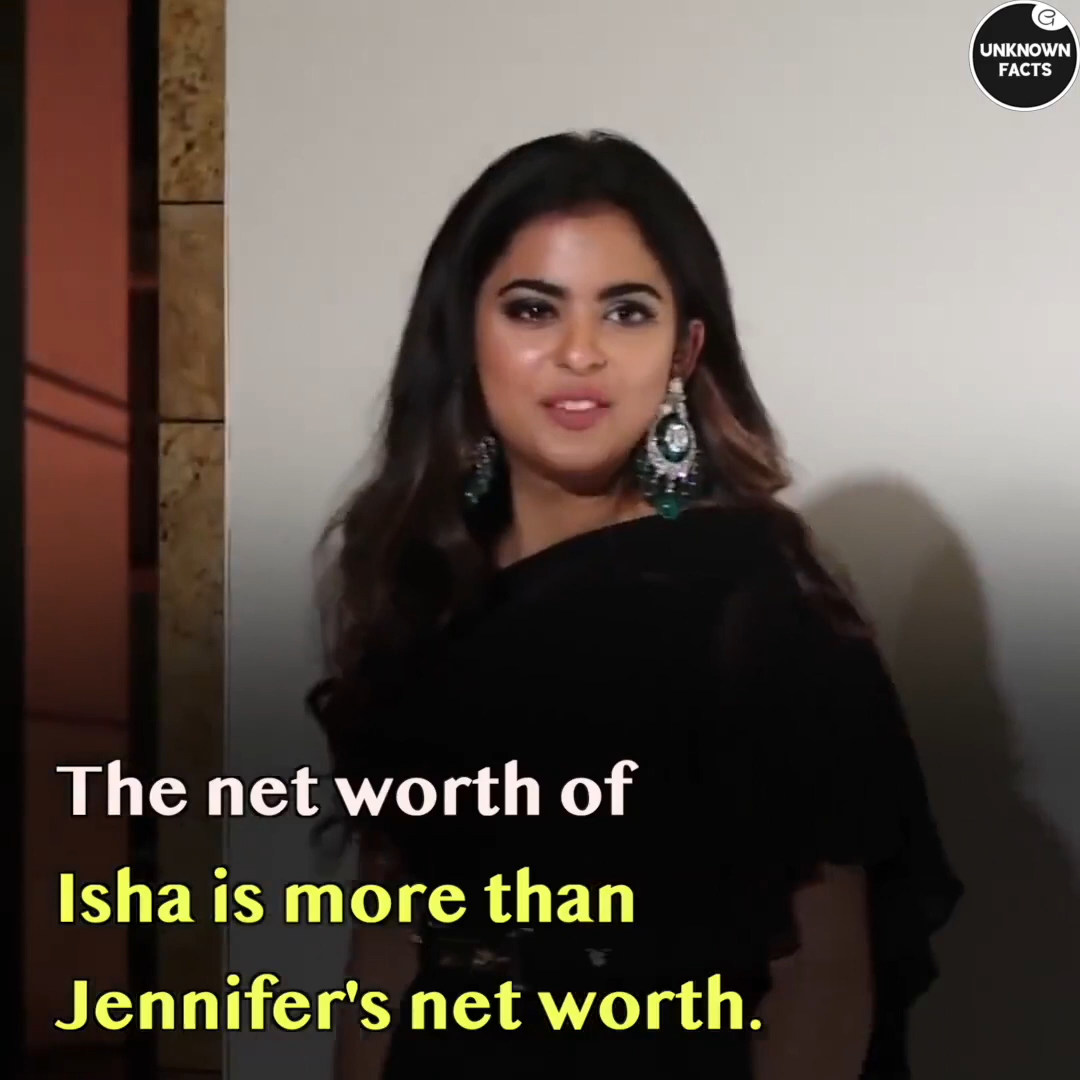 UNKNOWN
FACTS
The net worth of
Isha is more than
Jennifer's net worth.